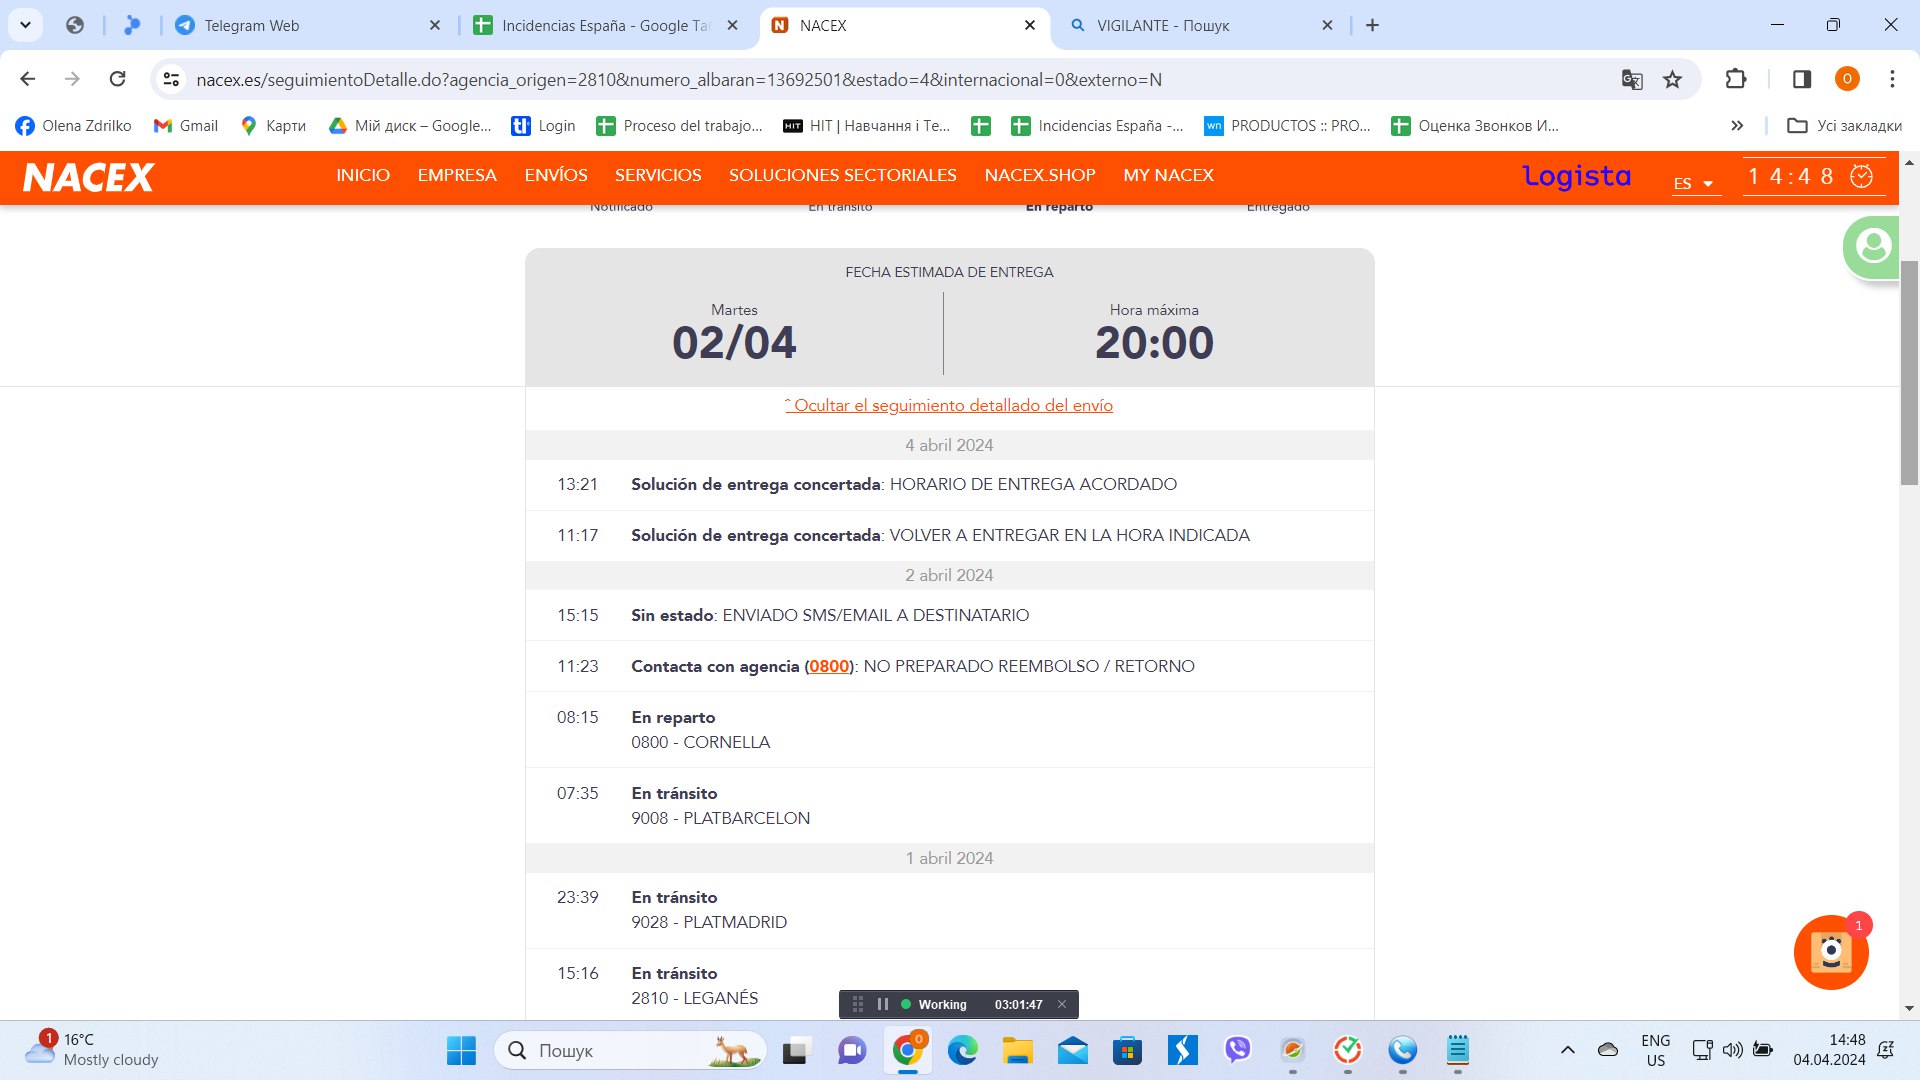 Telegram Web
Incidencias España - Google Ta
NACEX
VIGILANTE - Пошук
nacex.es/seguimientoDetalle.do?agencia_origen=2810&numero_albaran=13692501&estado=4&internacional=0&externo=N
O
Olena Zdrilko
Gmail
Карти
Мій диск – Google...
Login
Proceso del trabajo...
HIT
HIT | Навчання і Те...
Incidencias España -...
wn
PRODUCTOS :: PRO...
Оценка Звонков И...
Усі закладки
NACEX
INICIO
EMPRESA
ENVÍOS
SERVICIOS
SOLUCIONES SECTORIALES
NACEX.SHOP
MY NACEX
logista
ES
14:48
Notificado
En tránsito
En reparto
Entregado
FECHA ESTIMADA DE ENTREGA
Martes
02/04
Hora máxima
20:00
ˆ Ocultar el seguimiento detallado del envío
4 abril 2024
13:21 Solución de entrega concertada: HORARIO DE ENTREGA ACORDADO
11:17 Solución de entrega concertada: VOLVER A ENTREGAR EN LA HORA INDICADA
2 abril 2024
15:15 Sin estado: ENVIADO SMS/EMAIL A DESTINATARIO
11:23 Contacta con agencia (0800): NO PREPARADO REEMBOLSO / RETORNO
08:15 En reparto
0800 - CORNELLA
07:35 En tránsito
9008 - PLATBARCELON
1 abril 2024
23:39 En tránsito
9028 - PLATMADRID
15:16 En tránsito
2810 - LEGANÉS
Working 03:01:47
1
1
16°C
Mostly cloudy
Пошук
O
ENG
US
14:48
04.04.2024